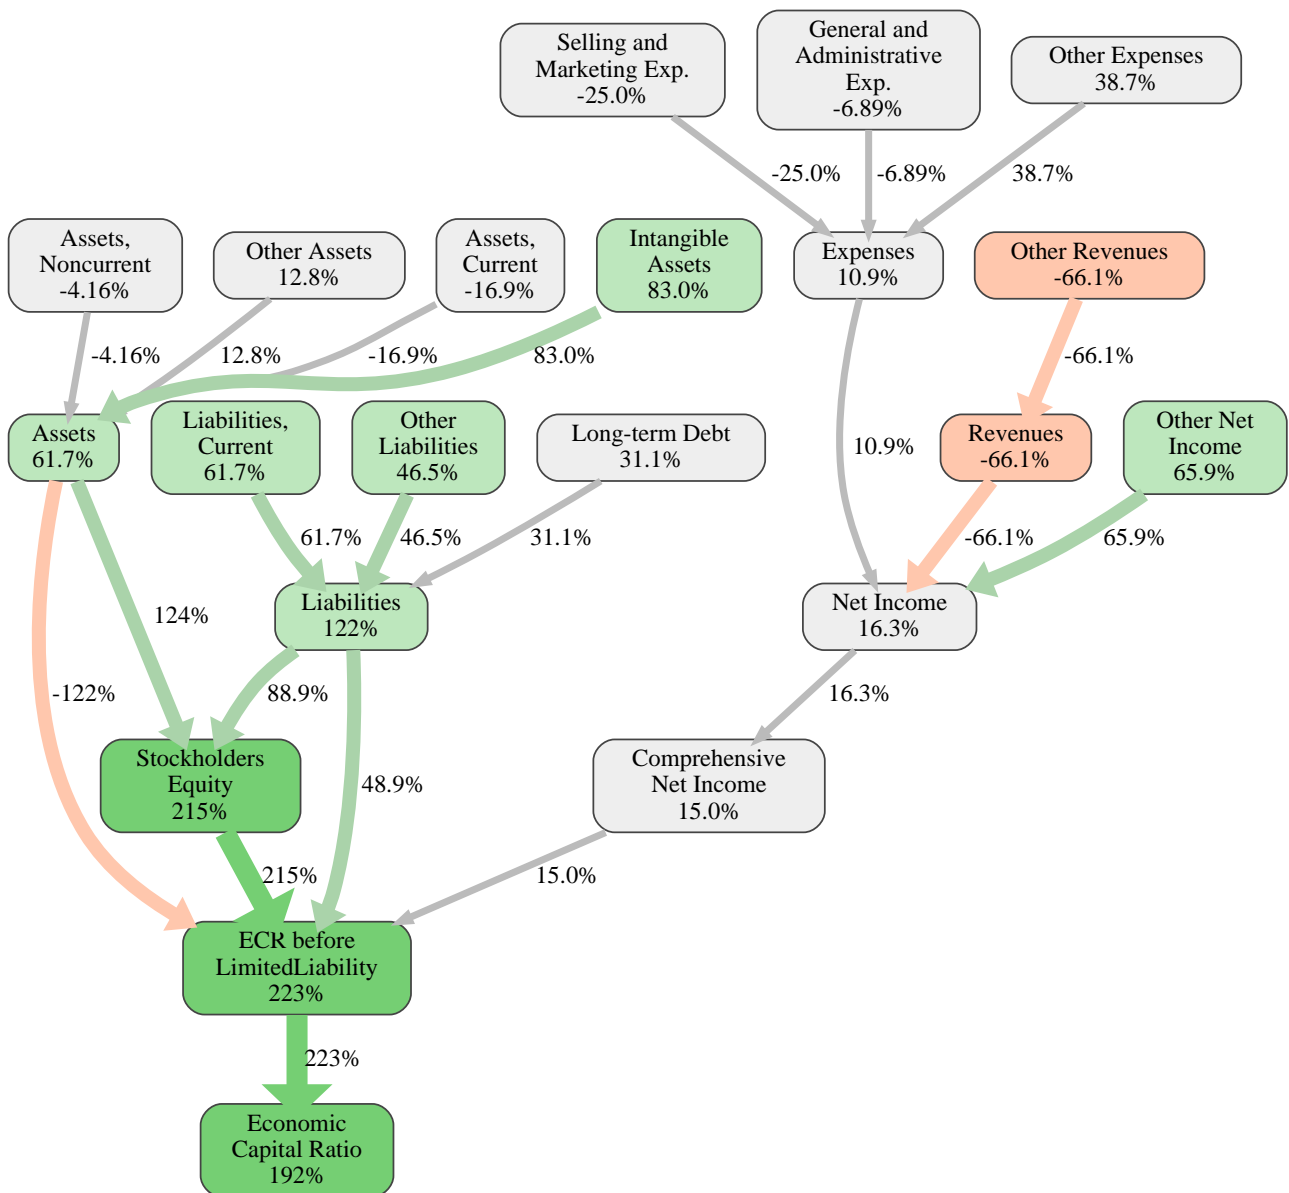 Selling and
Marketing Exp.
-25.0%
General and
Administrative
Exp.
-6.89%
Other Expenses
38.7%
-25.0%
-6.89%
38.7%
Assets,
Noncurrent
-4.16%
Other Assets
12.8%
Assets,
Current
-16.9%
Intangible
Assets
83.0%
Expenses
10.9%
Other Revenues
-66.1%
-4.16%
12.8%
-16.9%
83.0%
-66.1%
Assets
61.7%
Liabilities,
Current
61.7%
Other
Liabilities
46.5%
Long-term Debt
31.1%
10.9%
Revenues
-66.1%
Other Net
Income
65.9%
61.7%
46.5%
31.1%
-66.1%
65.9%
124%
Liabilities
122%
Net Income
16.3%
-122%
88.9%
16.3%
Stockholders
Equity
215%
48.9%
Comprehensive
Net Income
15.0%
215%
15.0%
ECR before
LimitedLiability
223%
223%
Economic
Capital Ratio
192%